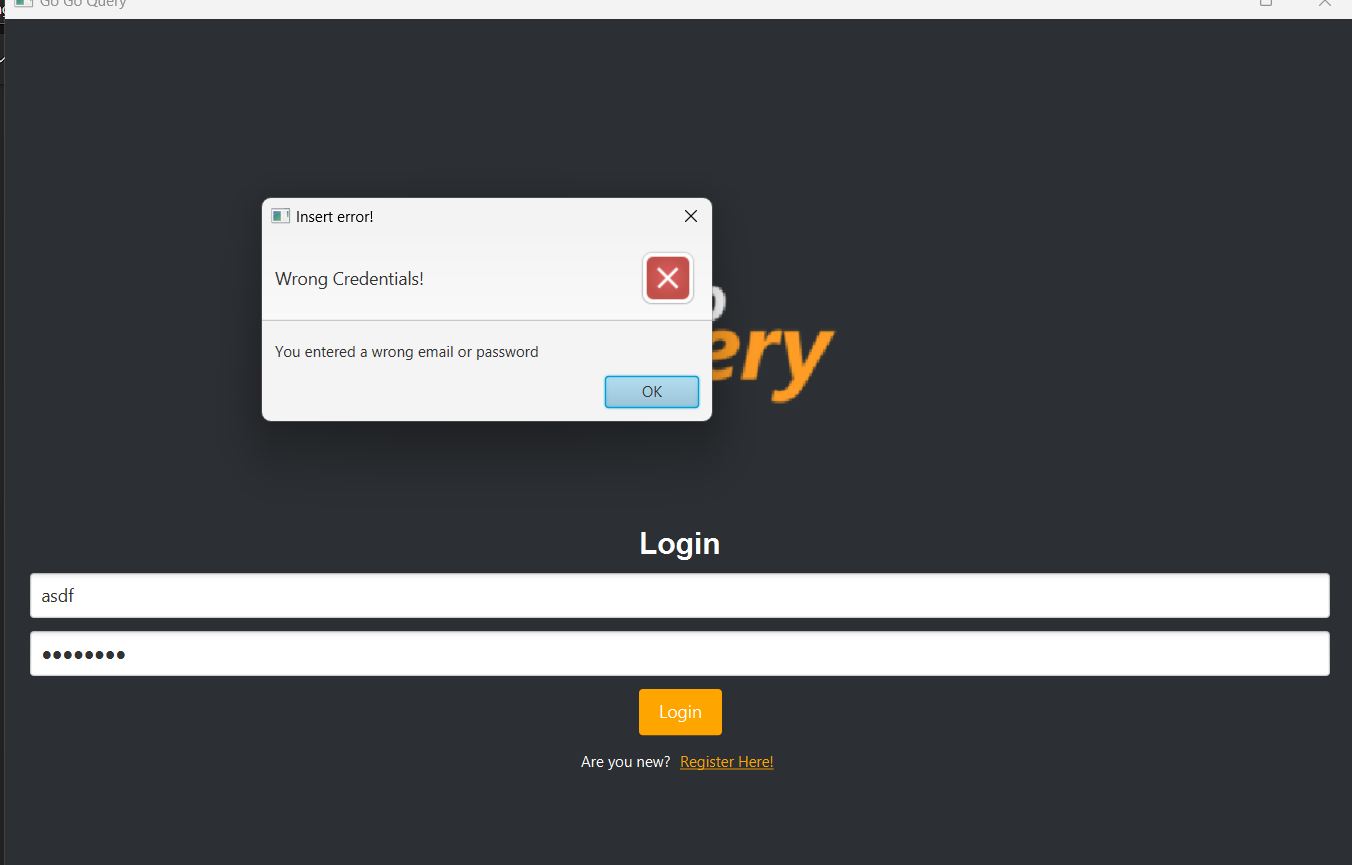 Go Go Query
Insert error!
Wrong Credentials!
You entered a wrong email or password
OK
ery
Login
asdf
Login
Are you new? Register Here!